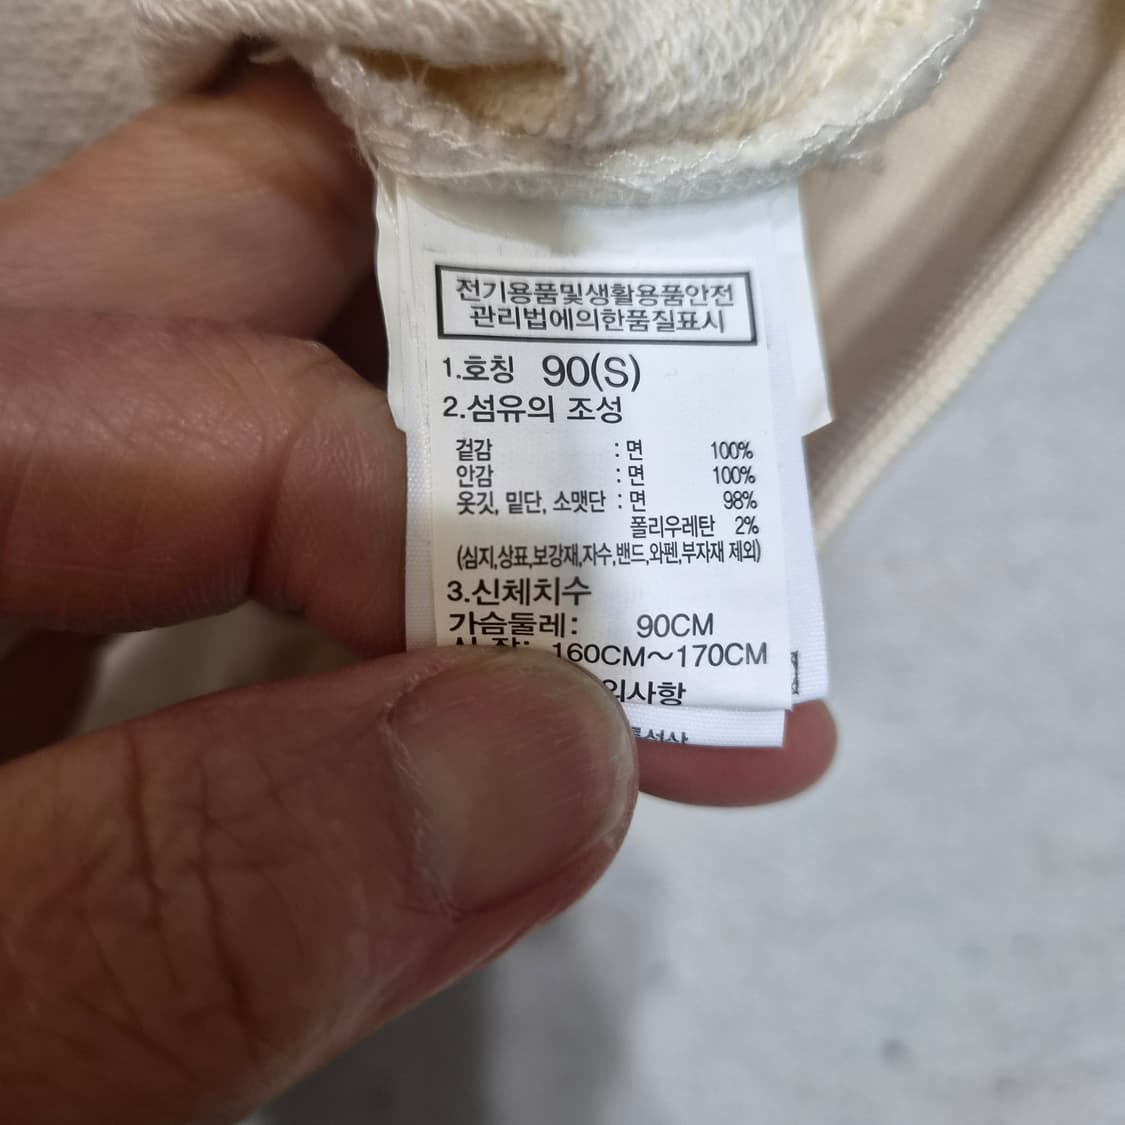 전기용품및생활용품안전
관리법에의한품질표시
1.호칭 90(S)
2.섬유의 조성
겉감 : 면 100%
안감 : 면 100%
옷깃, 밑단, 소맷단 : 면 98%
폴리우레탄 2%
(심지,상표,보강재,자수,밴드,와펜,부자재 제외)
3.신체치수
가슴둘레: 90CM
160CM~170CM